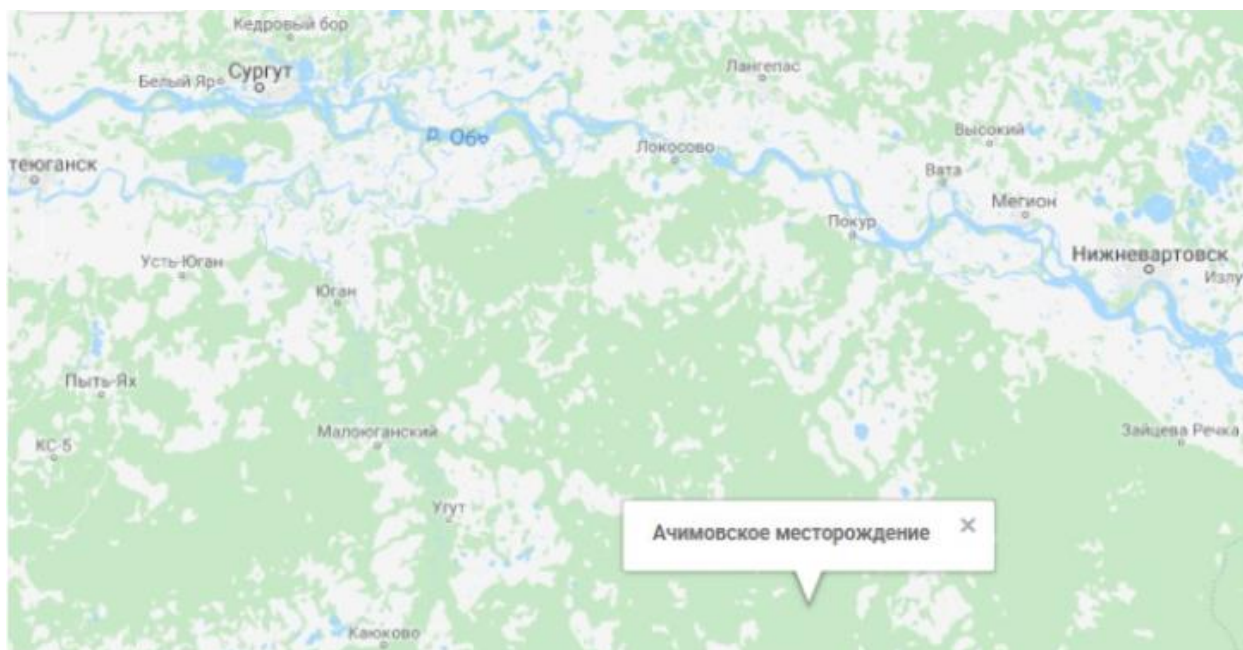 Кедровый бор
Сургут
Белый Яр
Лангепас
р. Обь
Высокий
Локосово
теюганск
Вата
Мегион
Покур
Нижневартовск
Усть-Юган
Излу
Юган
Пыть-Ях
Малоюганский
Зайцева Речка
КС-5
Угут
Ачимовское месторождение
Каюково